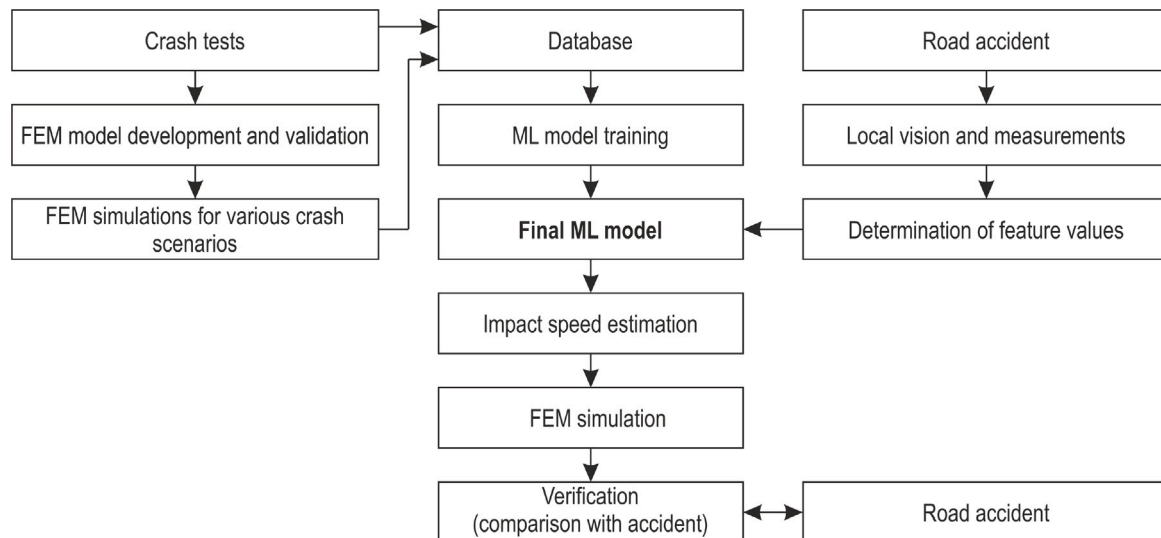 Crash tests
Database
Road accident
FEM model development and validation
ML model training
Local vision and measurements
FEM simulations for various crash
scenarios
Final ML model
Determination of feature values
Impact speed estimation
FEM simulation
Verification
(comparison with accident)
Road accident